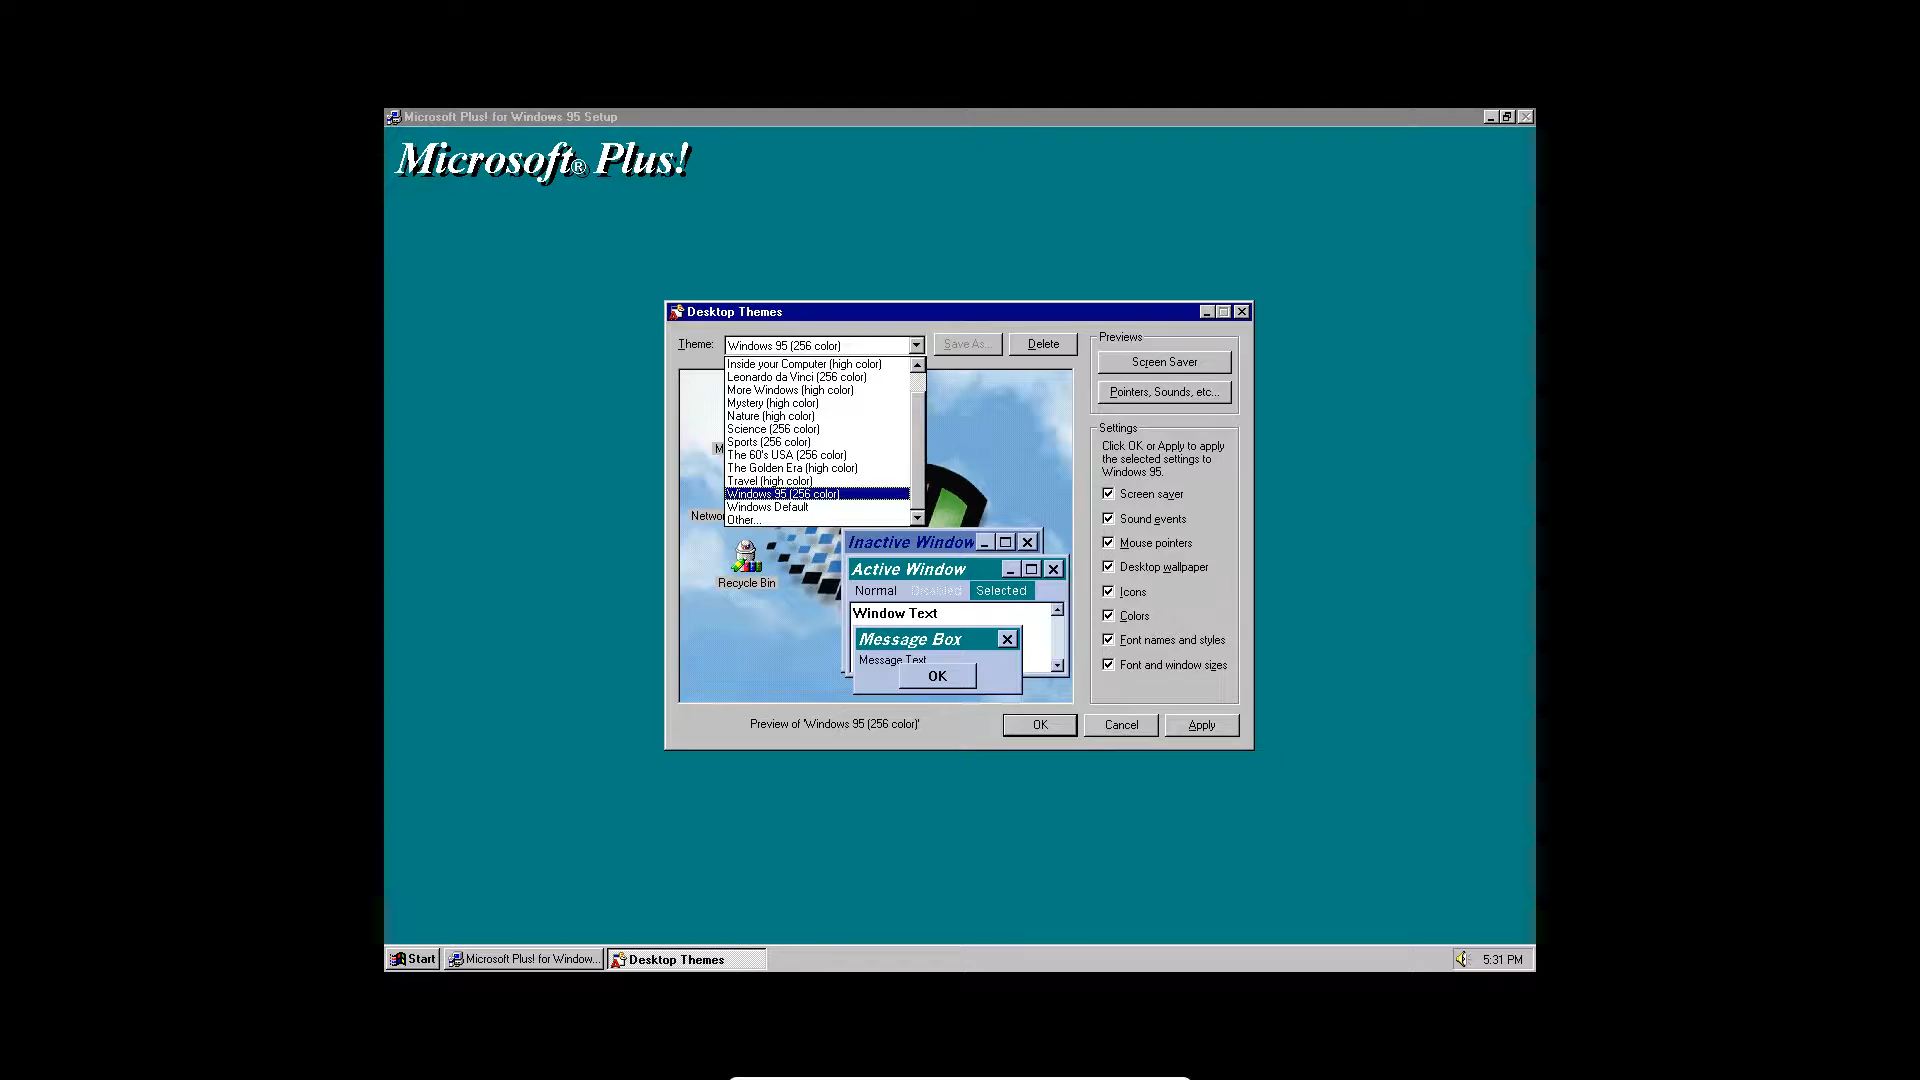 Microsoft Plus! for Windows 95 Setup
Microsoft® Plus!
Desktop Themes
Theme:
Windows 95 (256 color)
Save As...
Delete
Inside your Computer (high color)
Leonardo da Vinci (256 color)
More Windows (high color)
Mystery (high color)
Nature (high color)
Science (256 color)
Sports (256 color)
The 60's USA (256 color)
The Golden Era (high color)
Travel (high color)
Windows 95 (256 color)
Windows Default
Other...
Recycle Bin
Inactive Window
Active Window
Normal Disabled Selected
Window Text
Message Box
Message Text
OK
Preview of 'Windows 95 (256 color)'
Previews
Screen Saver
Pointers, Sounds, etc...
Settings
Click OK or Apply to apply
the selected settings to
Windows 95.
Screen saver
Sound events
Mouse pointers
Desktop wallpaper
Icons
Colors
Font names and styles
Font and window sizes
OK
Cancel
Apply
Start
Microsoft Plus! for Window...
Desktop Themes
5:31 PM